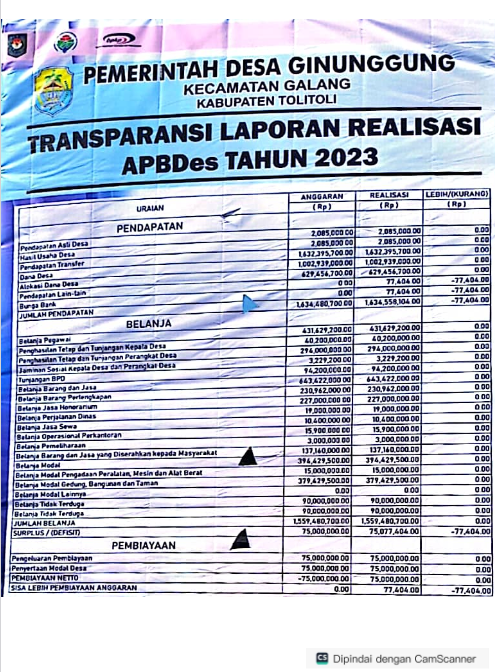 PEMERINTAH DESA GINUNGGUNG
KECAMATAN GALANG
KABUPATEN TOLITOLI
TRANSPARANSI LAPORAN REALISASI
APBDes TAHUN 2023
URAIAN ANGGARAN (Rp) REALISASI (Rp) LEBIH/(KURANG) (Rp)
PENDAPATAN
Pendapatan Asli Desa 2,085,000.00 2,085,000.00 0.00
Hasil Usaha Desa 2,085,000.00 2,085,000.00 0.00
Pendapatan Transfer 1,632,395,700.00 1,632,395,700.00 0.00
Dana Desa 1,002,939,000.00 1,002,939,000.00 0.00
Alokasi Dana Desa 629,456,700.00 629,456,700.00 0.00
Pendapatan Lain-lain 0.00 77,404.00 -77,404.00
Bunga Bank 0.00 77,404.00 -77,404.00
JUMLAH PENDAPATAN 1,634,480,700.00 1,634,558,104.00 -77,404.00
BELANJA
Belanja Pegawai 431,629,200.00 431,629,200.00 0.00
Penghasilan Tetap dan Tunjangan Kepala Desa 40,200,000.00 40,200,000.00 0.00
Penghasilan Tetap dan Tunjangan Perangkat Desa 294,000,000.00 294,000,000.00 0.00
Jaminan Sosial Kepala Desa dan Perangkat Desa 3,229,200.00 3,229,200.00 0.00
Tunjangan BPD 94,200,000.00 94,200,000.00 0.00
Belanja Barang dan Jasa 643,422,000.00 643,422,000.00 0.00
Belanja Barang Perlengkapan 230,962,000.00 230,962,000.00 0.00
Belanja Jasa Honorarium 227,000,000.00 227,000,000.00 0.00
Belanja Perjalanan Dinas 19,000,000.00 19,000,000.00 0.00
Belanja Jasa Sewa 10,400,000.00 10,400,000.00 0.00
Belanja Operasional Perkantoran 15,900,000.00 15,900,000.00 0.00
Belanja Pemeliharaan 3,000,000.00 3,000,000.00 0.00
Belanja Barang dan Jasa yang Diserahkan kepada Masyarakat 137,160,000.00 137,160,000.00 0.00
Belanja Modal 394,429,500.00 394,429,500.00 0.00
Belanja Modal Pengadaan Peralatan, Mesin dan Alat Berat 15,000,000.00 15,000,000.00 0.00
Belanja Modal Gedung, Bangunan dan Taman 379,429,500.00 379,429,500.00 0.00
Belanja Modal Lainnya 0.00 0.00 0.00
Belanja Tidak Terduga 90,000,000.00 90,000,000.00 0.00
Belanja Tidak Terduga 90,000,000.00 90,000,000.00 0.00
JUMLAH BELANJA 1,559,480,700.00 1,559,480,700.00 0.00
SURPLUS / (DEFISIT) 75,000,000.00 75,077,404.00 -77,404.00
PEMBIAYAAN
Pengeluaran Pembiayaan 75,000,000.00 75,000,000.00 0.00
Penyertaan Modal Desa 75,000,000.00 75,000,000.00 0.00
PEMBIAYAAN NETTO -75,000,000.00 75,000,000.00 0.00
SISA LEBIH PEMBIAYAAN ANGGARAN 0.00 77,404.00 -77,404.00
CS Dipindai dengan CamScanner